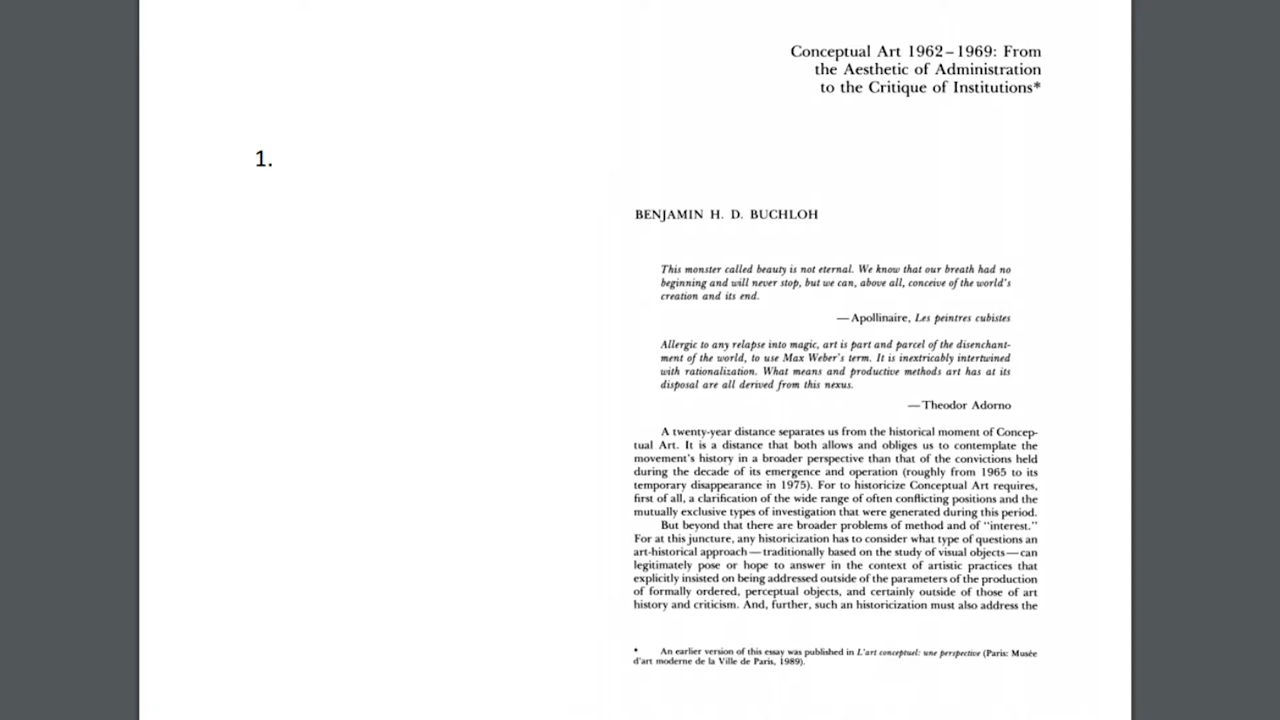 Conceptual Art 1962–1969: From
the Aesthetic of Administration
to the Critique of Institutions*
1.
BENJAMIN H. D. BUCHLOH
This monster called beauty is not eternal. We know that our breath had no
beginning and will never stop, but we can, above all, conceive of the world's
creation and its end.
—Apollinaire, Les peintres cubistes
Allergic to any relapse into magic, art is part and parcel of the disenchant-
ment of the world, to use Max Weber's term. It is inextricably intertwined
with rationalization. What means and productive methods art has at its
disposal are all derived from this nexus.
—Theodor Adorno
A twenty-year distance separates us from the historical moment of Concep-
tual Art. It is a distance that both allows and obliges us to contemplate the
movement's history in a broader perspective than that of the convictions held
during the decade of its emergence and operation (roughly from 1965 to its
temporary disappearance in 1975). For to historicize Conceptual Art requires,
first of all, a clarification of the wide range of often conflicting positions and the
mutually exclusive types of investigation that were generated during this period.
But beyond that there are broader problems of method and of "interest."
For at this juncture, any historicization has to consider what type of questions an
art-historical approach—traditionally based on the study of visual objects—can
legitimately pose or hope to answer in the context of artistic practices that
explicitly insisted on being addressed outside of the parameters of the production
of formally ordered, perceptual objects, and certainly outside of those of art
history and criticism. And, further, such an historicization must also address the
* An earlier version of this essay was published in L'art conceptuel: une perspective (Paris: Musée
d'art moderne de la Ville de Paris, 1989).